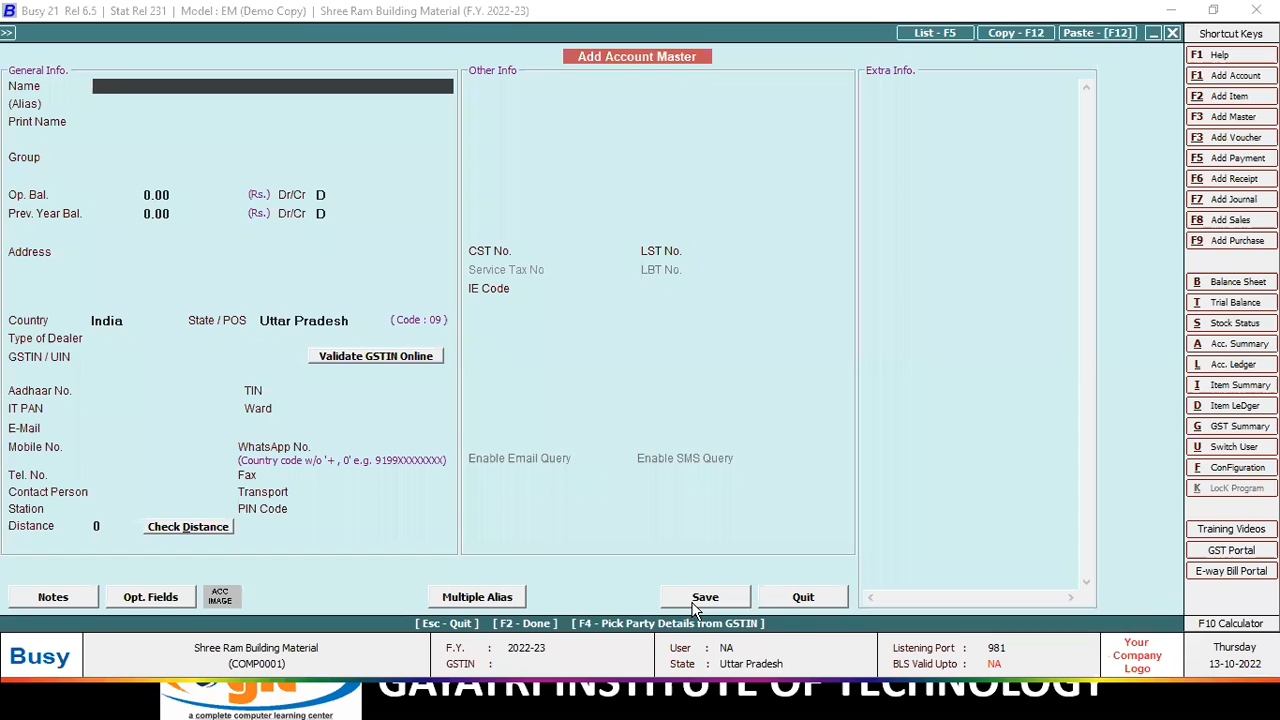 B Busy 21 Rel 6.5 | Stat Rel 231 | Model : EM (Demo Copy) | Shree Ram Building Material (F.Y. 2022-23)
>> List - F5 Copy - F12 Paste - [F12]
Add Account Master
General Info.
Name
(Alias)
Print Name
Group
Op. Bal. 0.00 (Rs.) Dr/Cr D
Prev. Year Bal. 0.00 (Rs.) Dr/Cr D
Address
Country India State / POS Uttar Pradesh ( Code : 09 )
Type of Dealer
GSTIN / UIN Validate GSTIN Online
Aadhaar No. TIN
IT PAN Ward
E-Mail
Mobile No. WhatsApp No.
(Country code w/o '+ , 0' e.g. 9199XXXXXXXX)
Tel. No. Fax
Contact Person Transport
Station PIN Code
Distance 0 Check Distance
Other Info
CST No. LST No.
Service Tax No LBT No.
IE Code
Enable Email Query Enable SMS Query
Extra Info.
Notes Opt. Fields ACC IMAGE Multiple Alias Save Quit
[ Esc - Quit ] [ F2 - Done ] [ F4 - Pick Party Details from GSTIN ]
Shortcut Keys
F1 Help
F1 Add Account
F2 Add Item
F3 Add Master
F3 Add Voucher
F5 Add Payment
F6 Add Receipt
F7 Add Journal
F8 Add Sales
F9 Add Purchase
B Balance Sheet
T Trial Balance
S Stock Status
A Acc. Summary
L Acc. Ledger
I Item Summary
D Item LeDger
G GST Summary
U Switch User
F ConFiguration
K LocK Program
Training Videos
GST Portal
E-way Bill Portal
F10 Calculator
Busy
Shree Ram Building Material
(COMP0001)
F.Y. : 2022-23
GSTIN :
User : NA
State : Uttar Pradesh
Listening Port : 981
BLS Valid Upto : NA
Your
Company
Logo
Thursday
13-10-2022
a complete computer learning center
GAYATRI INSTITUTE OF TECHNOLOGY